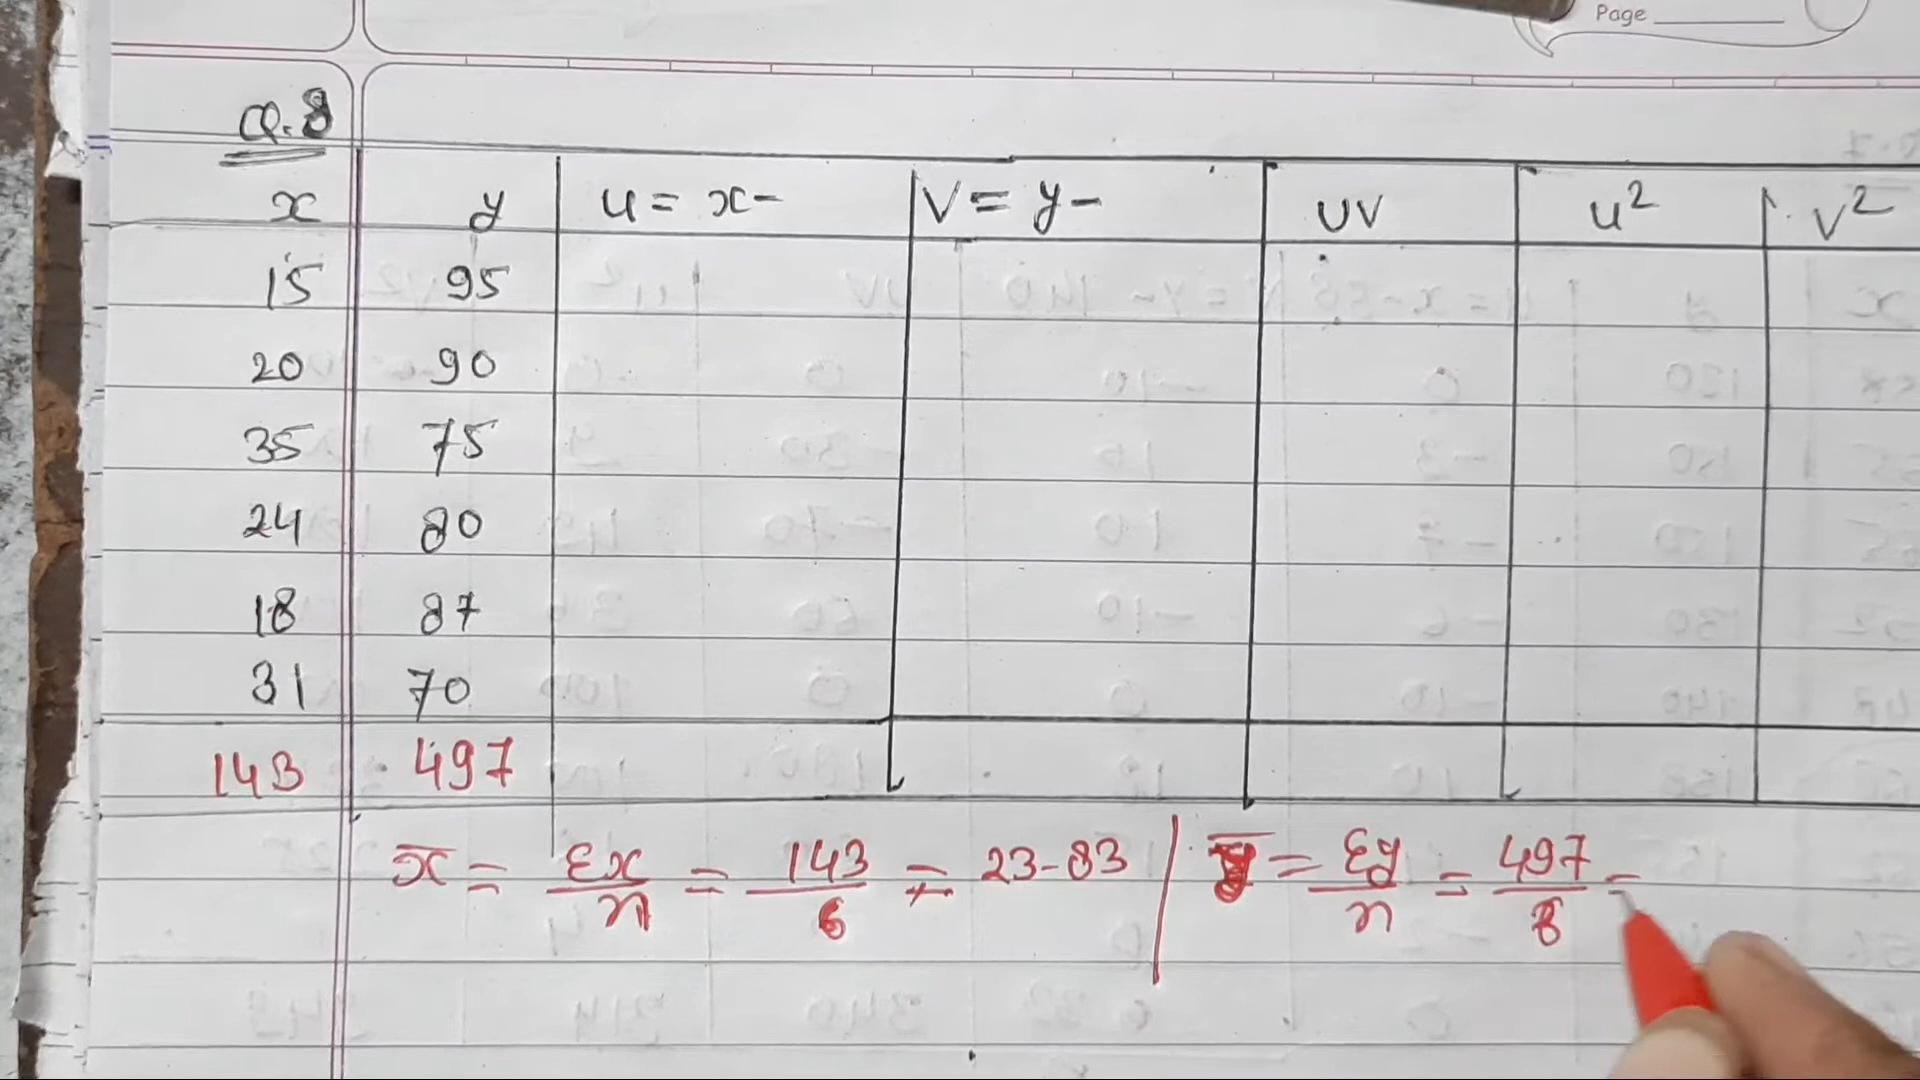 Page
Q.8
x y u = x- V = y- UV u² V²
15 95
20 90
35 75
24 80
18 87
31 70
143 497
x̄ = Σx/n = 143/6 = 23-83 | ȳ = Σy/n = 497/6 =